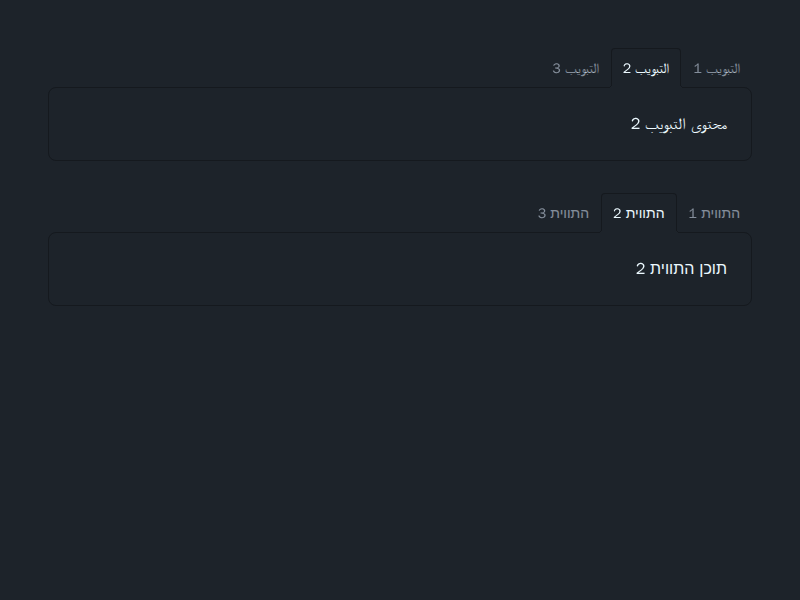 التبويب 1 التبويب 2 التبويب 3
محتوى التبويب 2
התווית 1 התווית 2 התווית 3
תוכן התווית 2